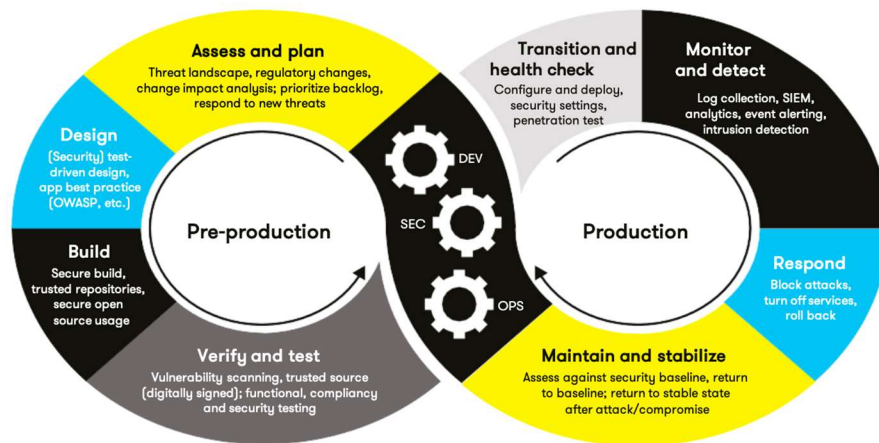 Assess and plan
Threat landscape, regulatory changes,
change impact analysis; prioritize backlog,
respond to new threats
Design
(Security) test-
driven design,
app best practice
(OWASP, etc.)
Build
Secure build,
trusted repositories,
secure open
source usage
Verify and test
Vulnerability scanning, trusted source
(digitally signed); functional, compliancy
and security testing
Pre-production
DEV
SEC
OPS
Transition and
health check
Configure and deploy,
security settings,
penetration test
Monitor
and detect
Log collection, SIEM,
analytics, event alerting,
intrusion detection
Production
Respond
Block attacks,
turn off services,
roll back
Maintain and stabilize
Assess against security baseline, return
to baseline; return to stable state
after attack/compromise